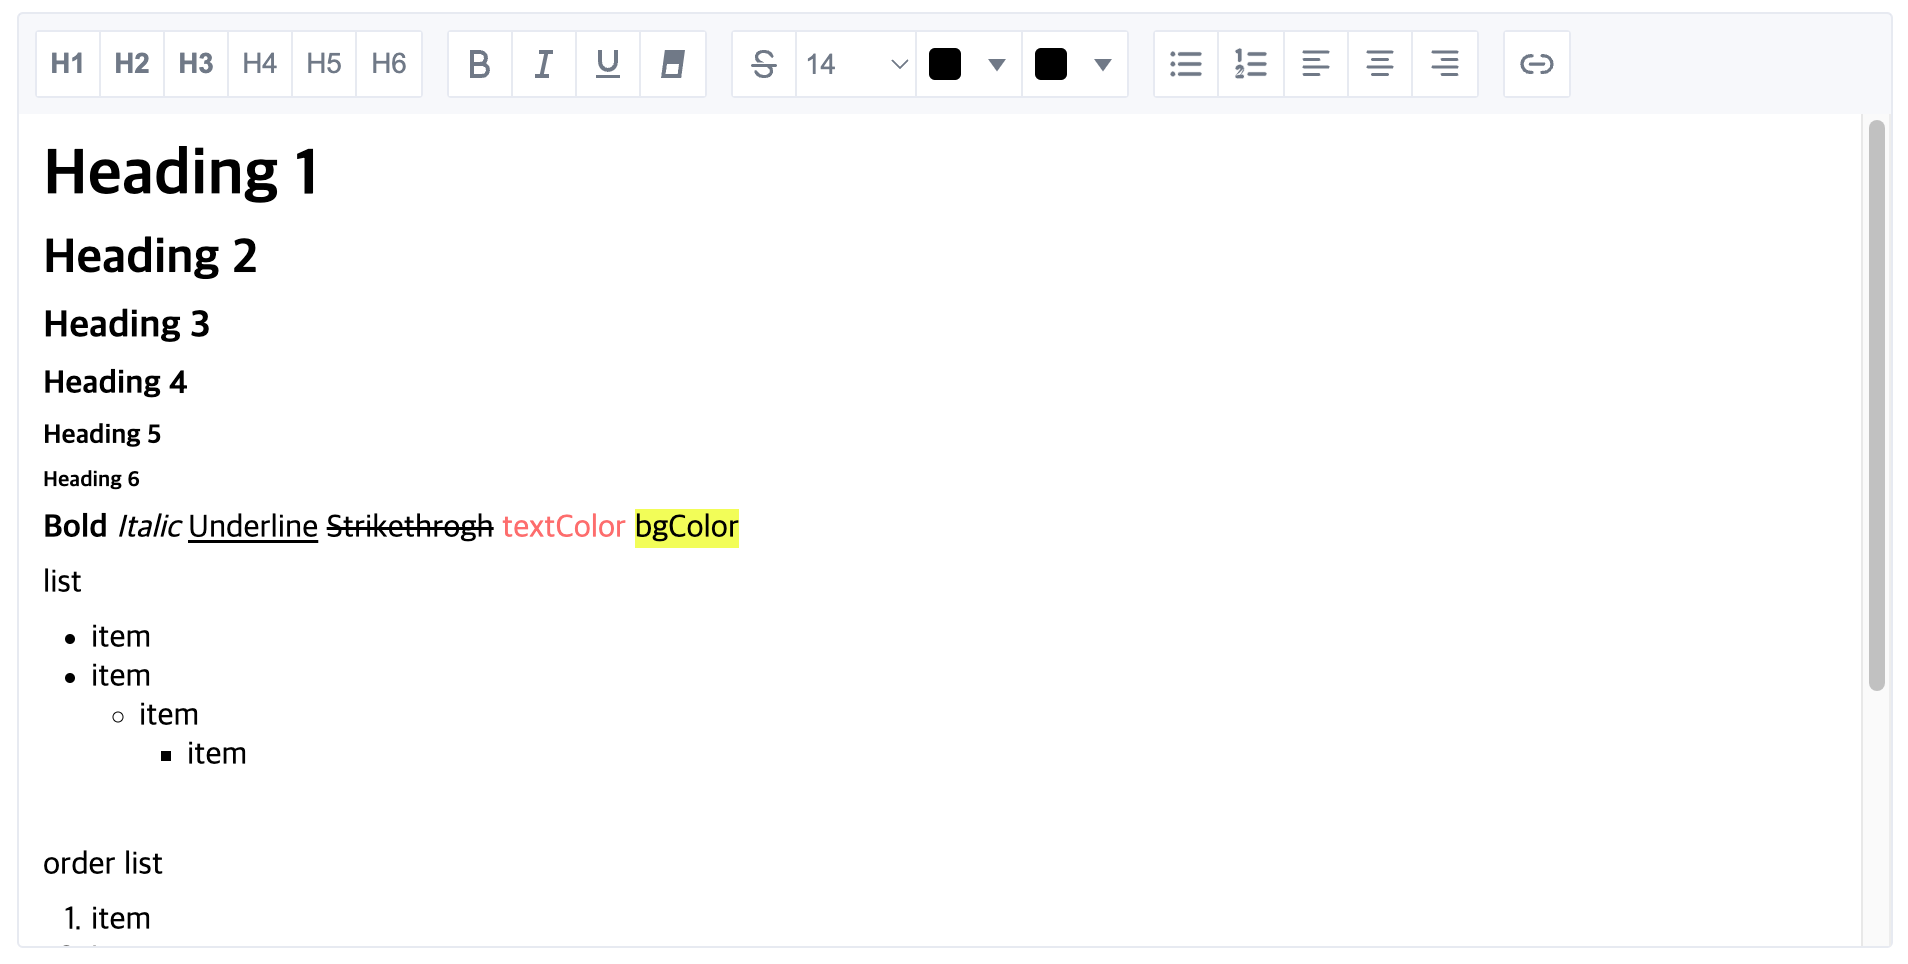 H1 H2 H3 H4 H5 H6 B I U S 14
Heading 1
Heading 2
Heading 3
Heading 4
Heading 5
Heading 6
Bold Italic Underline Strikethrogh textColor bgColor
list
• item
• item
○ item
▪ item
order list
1. item